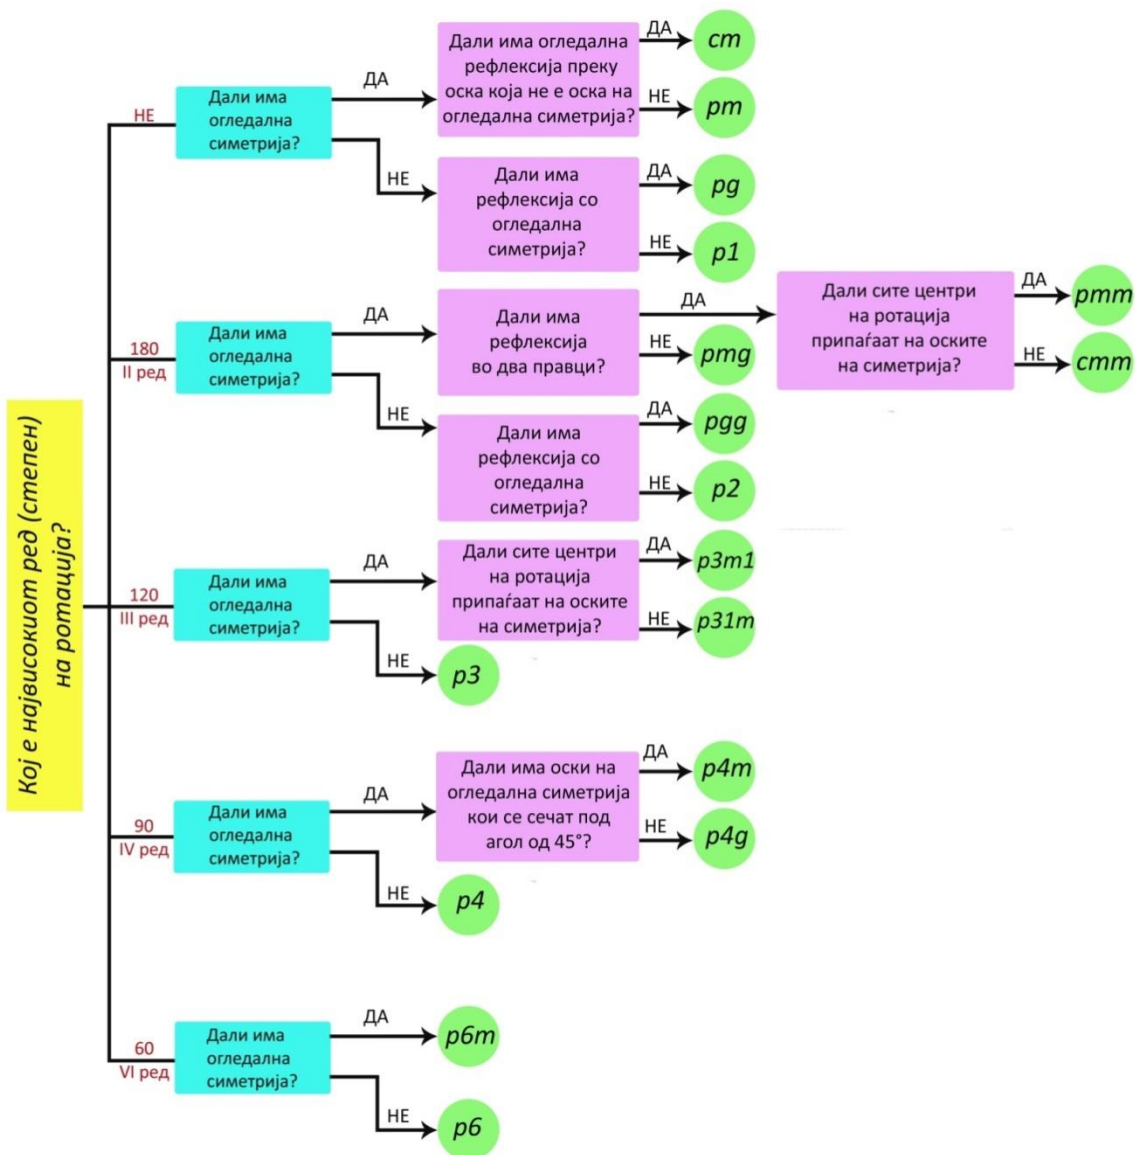 Кој е највисокиот ред (степен)
на ротација?
НЕ
Дали има
огледална
симетрија?
ДА
Дали има огледална
рефлексија преку
оска која не е оска на
огледална симетрија?
ДА
cm
НЕ
pm
НЕ
Дали има
рефлексија со
огледална
симетрија?
ДА
pg
НЕ
p1
180
II ред
Дали има
огледална
симетрија?
ДА
Дали има
рефлексија
во два правци?
ДА
Дали сите центри
на ротација
припаѓаат на оските
на симетрија?
ДА
pmm
НЕ
cmm
НЕ
pmg
НЕ
Дали има
рефлексија со
огледална
симетрија?
ДА
pgg
НЕ
p2
120
III ред
Дали има
огледална
симетрија?
ДА
Дали сите центри
на ротација
припаѓаат на оските
на симетрија?
ДА
p3m1
НЕ
p31m
НЕ
p3
90
IV ред
Дали има
огледална
симетрија?
ДА
Дали има оски на
огледална симетрија
кои се сечат под
агол од 45°?
ДА
p4m
НЕ
p4g
НЕ
p4
60
VI ред
Дали има
огледална
симетрија?
ДА
p6m
НЕ
p6